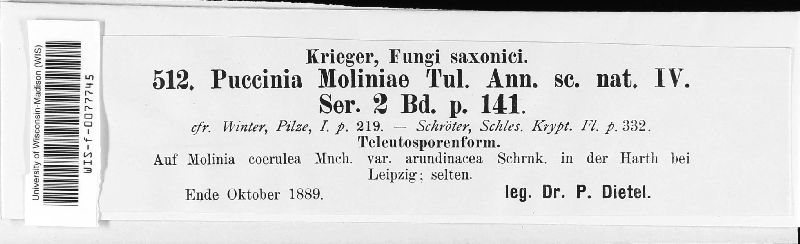 University of Wisconsin-Madison (WIS)
WIS-f-0077745
Krieger, Fungi saxonici.
512. Puccinia Moliniae Tul. Ann. sc. nat. IV.
Ser. 2 Bd. p. 141.
cfr. Winter, Pilze, I. p. 219. — Schröter, Schles. Krypt. Fl. p. 332.
Teleutosporenform.
Auf Molinia coerulea Mnch. var. arundinacea Schrnk. in der Harth bei
Leipzig; selten.
Ende Oktober 1889.
leg. Dr. P. Dietel.